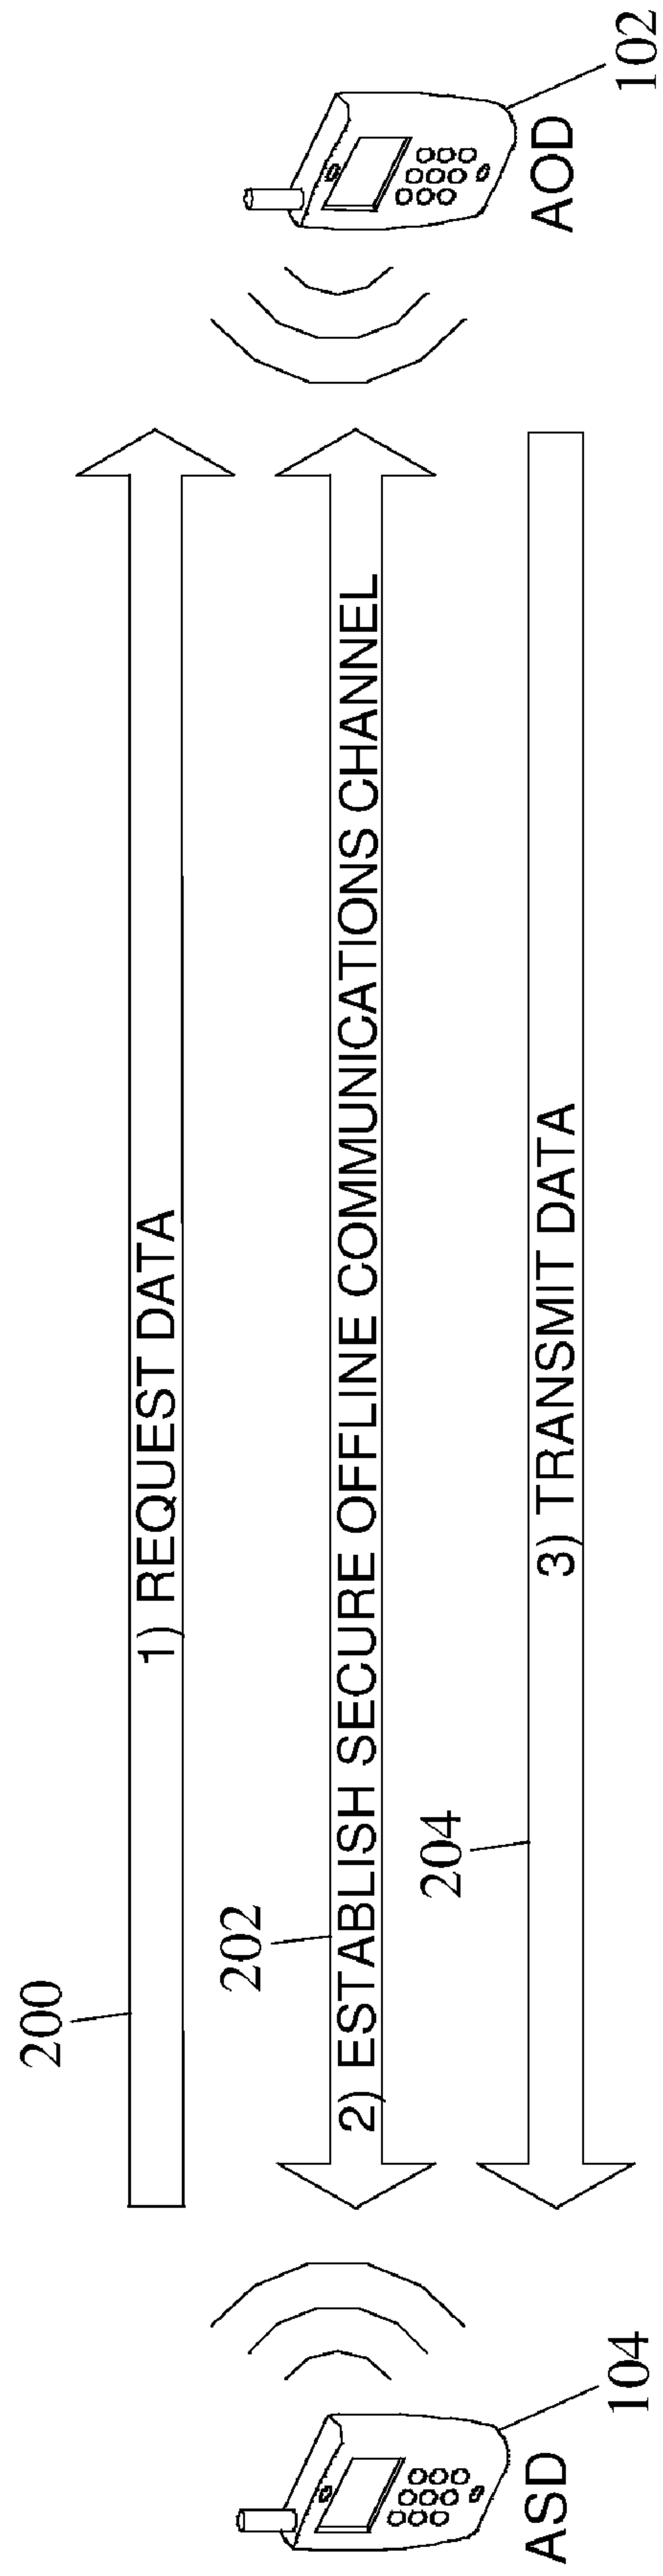 200
1) REQUEST DATA
202
2) ESTABLISH SECURE OFFLINE COMMUNICATIONS CHANNEL
204
3) TRANSMIT DATA
104
ASD
102
AOD